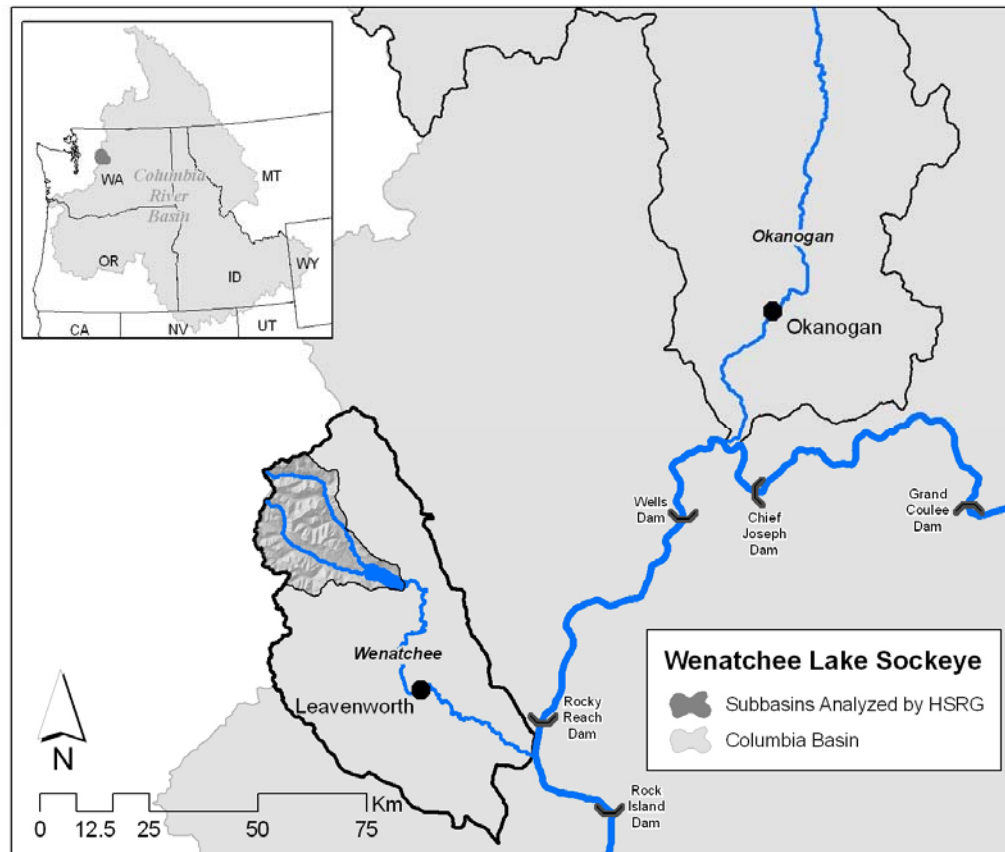 WA
Columbia
River
Basin
MT
OR
ID
WY
CA
NV
UT
Okanogan
Okanogan
Wells
Dam
Chief
Joseph
Dam
Grand
Coulee
Dam
Wenatchee
Leavenworth
Rocky
Reach
Dam
Rock
Island
Dam
Wenatchee Lake Sockeye
Subbasins Analyzed by HSRG
Columbia Basin
N
Km
0 12.5 25 50 75